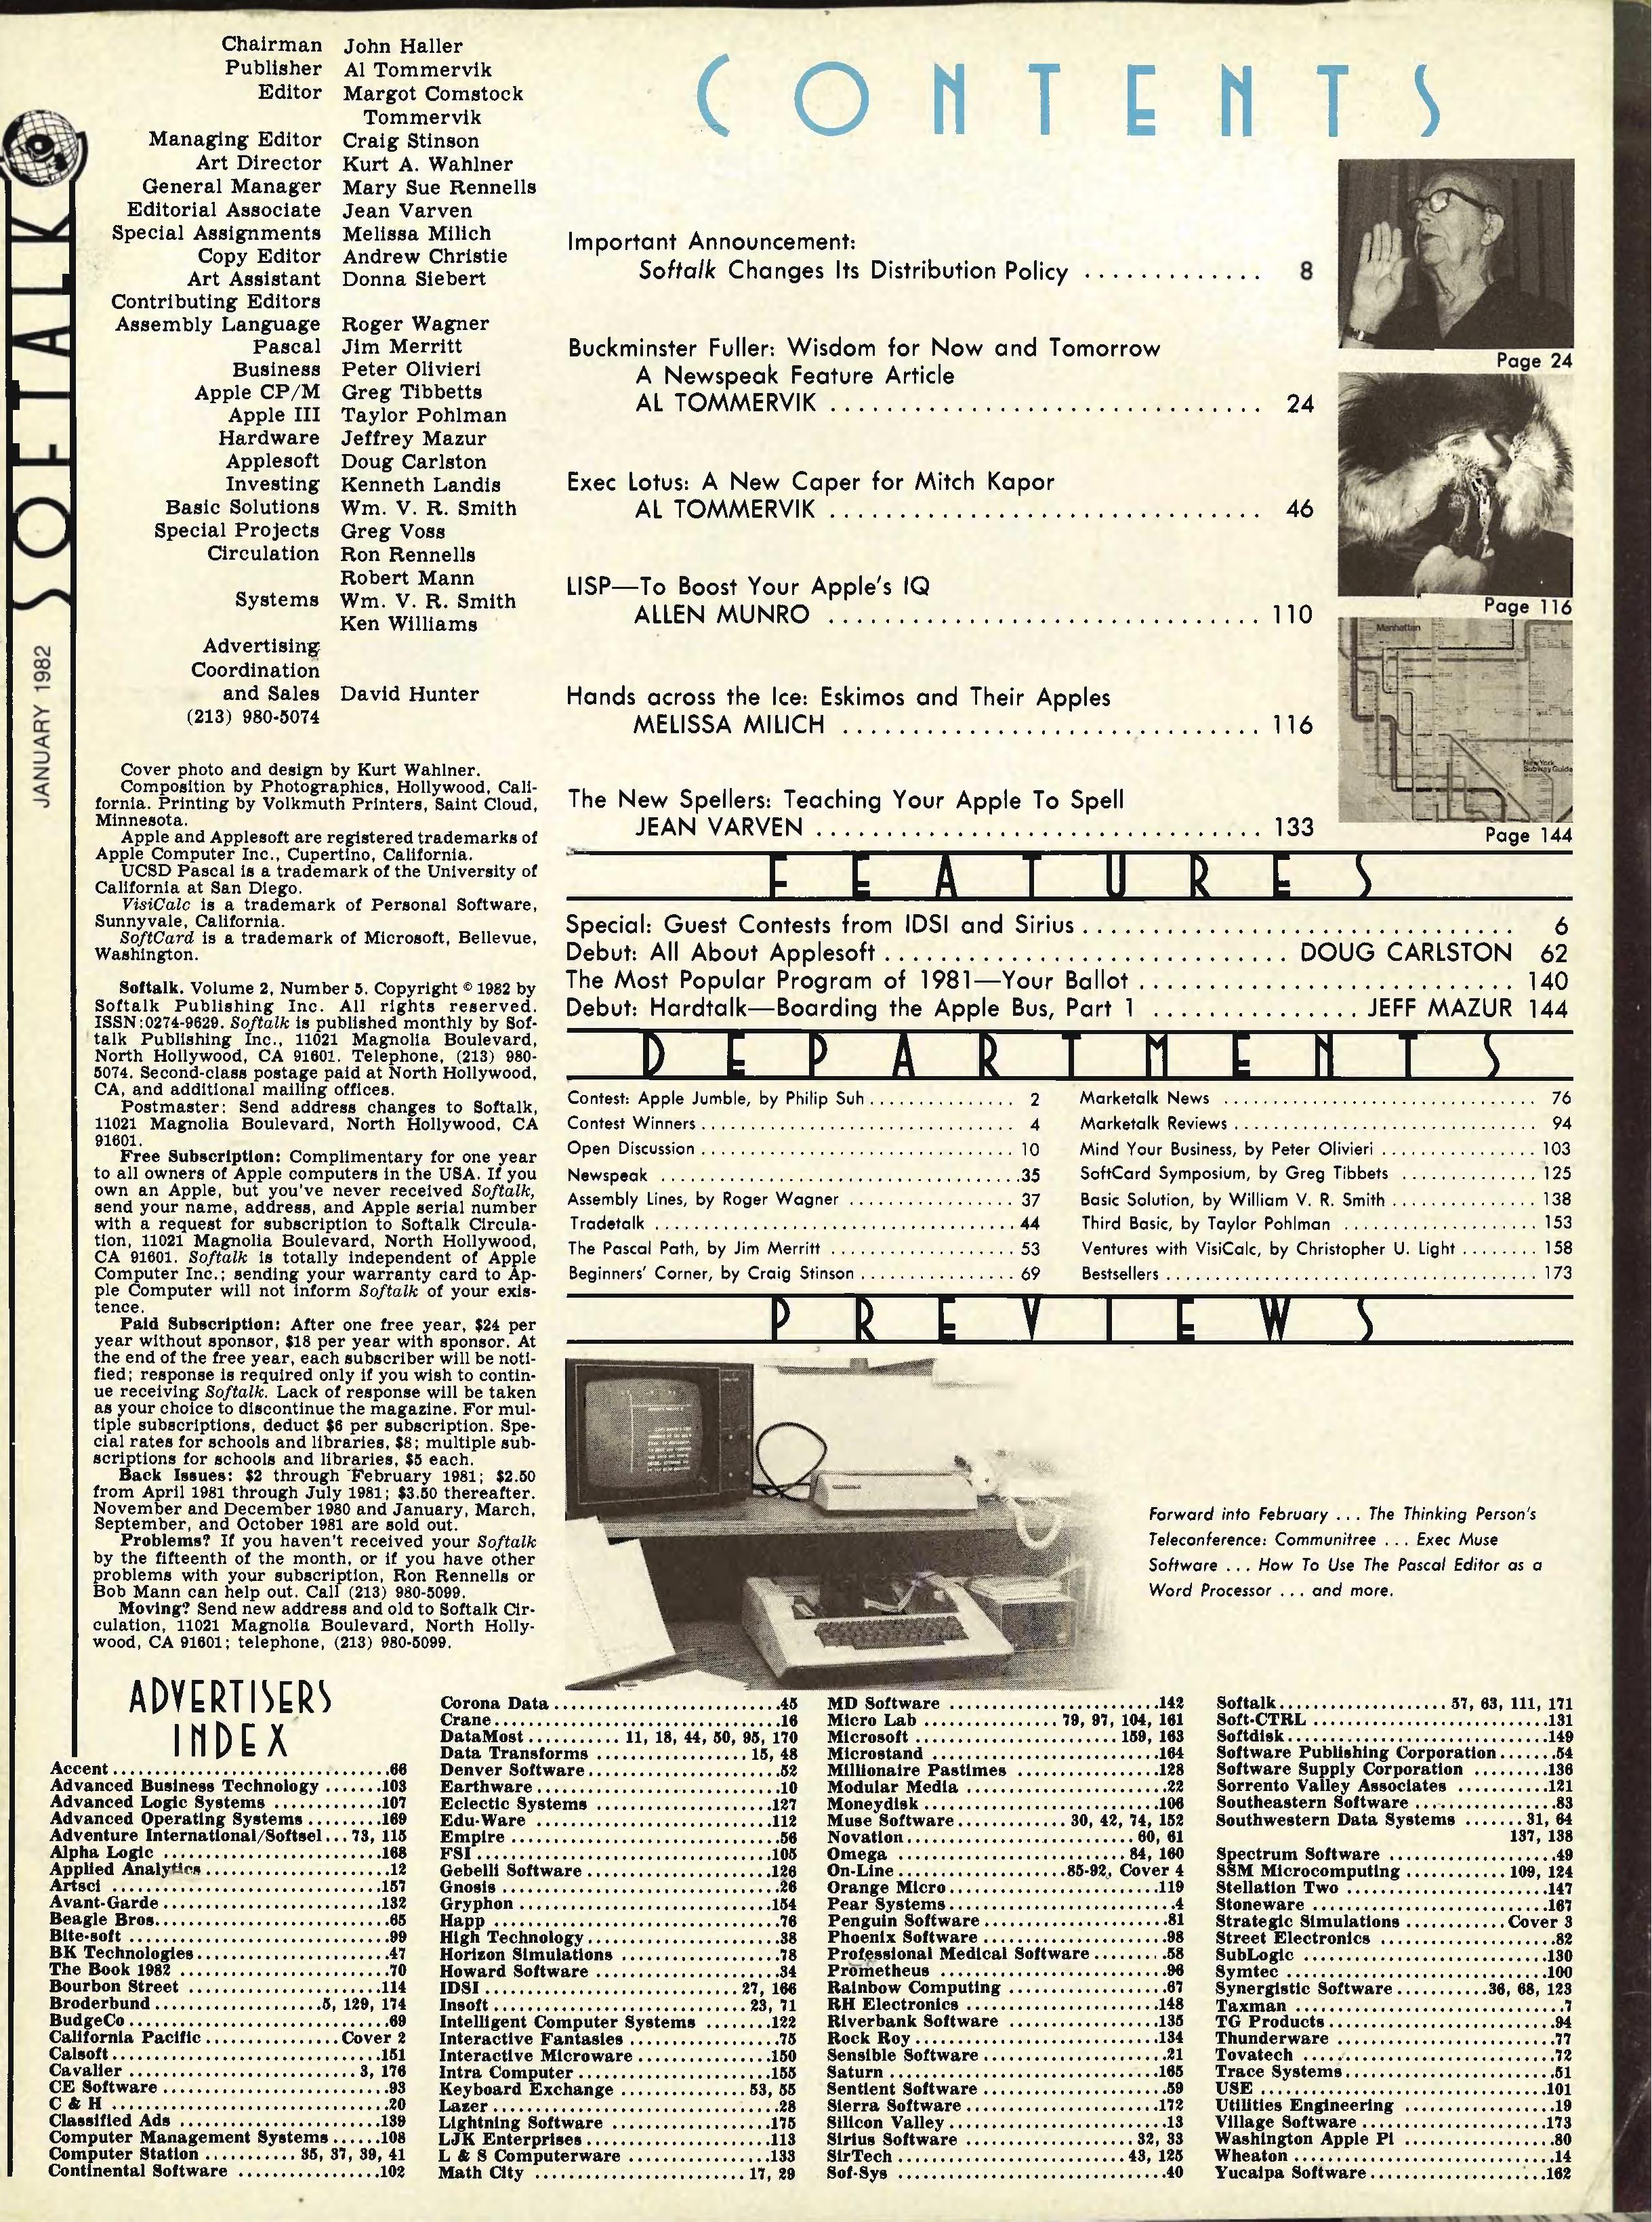 SOFTALK
JANUARY 1982
Chairman John Haller
Publisher Al Tommervik
Editor Margot Comstock
Tommervik
Managing Editor Craig Stinson
Art Director Kurt A. Wahlner
General Manager Mary Sue Rennells
Editorial Associate Jean Varven
Special Assignments Melissa Milich
Copy Editor Andrew Christie
Art Assistant Donna Siebert
Contributing Editors
Assembly Language Roger Wagner
Pascal Jim Merritt
Business Peter Olivieri
Apple CP/M Greg Tibbetts
Apple III Taylor Pohlman
Hardware Jeffrey Mazur
Applesoft Doug Carlston
Investing Kenneth Landis
Basic Solutions Wm. V. R. Smith
Special Projects Greg Voss
Circulation Ron Rennells
Robert Mann
Systems Wm. V. R. Smith
Ken Williams
Advertising
Coordination
and Sales David Hunter
(213) 980-5074
Cover photo and design by Kurt Wahlner.
Composition by Photographics, Hollywood, Cali-
fornia. Printing by Volkmuth Printers, Saint Cloud,
Minnesota.
Apple and Applesoft are registered trademarks of
Apple Computer Inc., Cupertino, California.
UCSD Pascal is a trademark of the University of
California at San Diego.
VisiCalc is a trademark of Personal Software,
Sunnyvale, California.
SoftCard is a trademark of Microsoft, Bellevue,
Washington.
Softalk. Volume 2, Number 5. Copyright © 1982 by
Softalk Publishing Inc. All rights reserved.
ISSN:0274-9629. Softalk is published monthly by Sof-
talk Publishing Inc., 11021 Magnolia Boulevard,
North Hollywood, CA 91601. Telephone, (213) 980-
5074. Second-class postage paid at North Hollywood,
CA, and additional mailing offices.
Postmaster: Send address changes to Softalk,
11021 Magnolia Boulevard, North Hollywood, CA
91601.
Free Subscription: Complimentary for one year
to all owners of Apple computers in the USA. If you
own an Apple, but you've never received Softalk,
send your name, address, and Apple serial number
with a request for subscription to Softalk Circula-
tion, 11021 Magnolia Boulevard, North Hollywood,
CA 91601. Softalk is totally independent of Apple
Computer Inc.; sending your warranty card to Ap-
ple Computer will not inform Softalk of your exis-
tence.
Paid Subscription: After one free year, $24 per
year without sponsor, $18 per year with sponsor. At
the end of the free year, each subscriber will be noti-
fied; response is required only if you wish to contin-
ue receiving Softalk. Lack of response will be taken
as your choice to discontinue the magazine. For mul-
tiple subscriptions, deduct $6 per subscription. Spe-
cial rates for schools and libraries, $8; multiple sub-
scriptions for schools and libraries, $5 each.
Back Issues: $2 through February 1981; $2.50
from April 1981 through July 1981; $3.50 thereafter.
November and December 1980 and January, March,
September, and October 1981 are sold out.
Problems? If you haven't received your Softalk
by the fifteenth of the month, or if you have other
problems with your subscription, Ron Rennells or
Bob Mann can help out. Call (213) 980-5099.
Moving? Send new address and old to Softalk Cir-
culation, 11021 Magnolia Boulevard, North Holly-
wood, CA 91601; telephone, (213) 980-5099.
CONTENTS
Important Announcement:
Softalk Changes Its Distribution Policy ............. 8
Buckminster Fuller: Wisdom for Now and Tomorrow
A Newspeak Feature Article
AL TOMMERVIK ............................... 24
Exec Lotus: A New Caper for Mitch Kapor
AL TOMMERVIK ............................... 46
LISP—To Boost Your Apple's IQ
ALLEN MUNRO ............................... 110
Hands across the Ice: Eskimos and Their Apples
MELISSA MILICH .............................. 116
The New Spellers: Teaching Your Apple To Spell
JEAN VARVEN ................................ 133
Page 24
Page 116
Manhattan
New York
Subway Guide
Page 144
FEATURES
Special: Guest Contests from IDSI and Sirius ............................... 6
Debut: All About Applesoft ........................... DOUG CARLSTON 62
The Most Popular Program of 1981—Your Ballot ........................... 140
Debut: Hardtalk—Boarding the Apple Bus, Part 1 ............... JEFF MAZUR 144
DEPARTMENTS
Contest: Apple Jumble, by Philip Suh ............... 2
Contest Winners ............... 4
Open Discussion ............... 10
Newspeak ............... 35
Assembly Lines, by Roger Wagner ............... 37
Tradetalk ............... 44
The Pascal Path, by Jim Merritt ............... 53
Beginners' Corner, by Craig Stinson ............... 69
Marketalk News ............... 76
Marketalk Reviews ............... 94
Mind Your Business, by Peter Olivieri ............... 103
SoftCard Symposium, by Greg Tibbets ............... 125
Basic Solution, by William V. R. Smith ............... 138
Third Basic, by Taylor Pohlman ............... 153
Ventures with VisiCalc, by Christopher U. Light ........ 158
Bestsellers ............... 173
PREVIEWS
Forward into February ... The Thinking Person's
Teleconference: Communitree ... Exec Muse
Software ... How To Use The Pascal Editor as a
Word Processor ... and more.
ADVERTISERS
INDEX
Accent ............... 66
Advanced Business Technology ....... 103
Advanced Logic Systems ............ 107
Advanced Operating Systems ......... 169
Adventure International/Softsel ... 73, 115
Alpha Logic ............... 168
Applied Analytics ............... 12
Artsci ............... 157
Avant-Garde ............... 132
Beagle Bros. ............... 65
Bite-soft ............... 99
BK Technologies ............... 47
The Book 1982 ............... 70
Bourbon Street ............... 114
Broderbund ............... 5, 129, 174
BudgeCo ............... 69
California Pacific ............... Cover 2
Calsoft ............... 151
Cavalier ............... 3, 176
CE Software ............... 93
C & H ............... 20
Classified Ads ............... 139
Computer Management Systems ...... 108
Computer Station .......... 35, 37, 39, 41
Continental Software ............... 102
Corona Data ............... 45
Crane ............... 16
DataMost .......... 11, 18, 44, 50, 95, 170
Data Transforms ............... 15, 48
Denver Software ............... 52
Earthware ............... 10
Eclectic Systems ............... 127
Edu-Ware ............... 112
Empire ............... 56
FSI ............... 105
Gebelli Software ............... 126
Gnosis ............... 26
Gryphon ............... 154
Happ ............... 76
High Technology ............... 38
Horizon Simulations ............... 78
Howard Software ............... 34
IDSI ............... 27, 166
Insoft ............... 23, 71
Intelligent Computer Systems ........ 122
Interactive Fantasies ............... 75
Interactive Microware ............... 150
Intra Computer ............... 155
Keyboard Exchange ............... 53, 55
Lazer ............... 28
Lightning Software ............... 175
LJK Enterprises ............... 113
L & S Computerware ............... 133
Math City ............... 17, 29
MD Software ............... 142
Micro Lab ............... 79, 97, 104, 161
Microsoft ............... 159, 163
Microstand ............... 164
Millionaire Pastimes ............... 128
Modular Media ............... 22
Moneydisk ............... 106
Muse Software ............ 30, 42, 74, 152
Novation ............... 60, 61
Omega ............... 84, 160
On-Line ............... 85-92, Cover 4
Orange Micro ............... 119
Pear Systems ............... 4
Penguin Software ............... 81
Phoenix Software ............... 98
Professional Medical Software ........ 58
Prometheus ............... 96
Rainbow Computing ............... 67
RH Electronics ............... 148
Riverbank Software ............... 135
Rock Roy ............... 134
Sensible Software ............... 21
Saturn ............... 165
Sentient Software ............... 59
Sierra Software ............... 172
Silicon Valley ............... 13
Sirius Software ............... 32, 33
SirTech ............... 43, 125
Sof-Sys ............... 40
Softalk ............... 57, 63, 111, 171
Soft-CTRL ............... 131
Softdisk ............... 149
Software Publishing Corporation ...... 54
Software Supply Corporation ......... 136
Sorrento Valley Associates .......... 121
Southeastern Software ............... 83
Southwestern Data Systems ....... 31, 64
137, 138
Spectrum Software ............... 49
SSM Microcomputing .......... 109, 124
Stellation Two ............... 147
Stoneware ............... 167
Strategic Simulations ........... Cover 3
Street Electronics ............... 82
SubLogic ............... 130
Symtec ............... 100
Synergistic Software .......... 36, 68, 123
Taxman ............... 7
TG Products ............... 94
Thunderware ............... 77
Tovatech ............... 72
Trace Systems ............... 51
USE ............... 101
Utilities Engineering ............... 19
Village Software ............... 173
Washington Apple Pi ............... 80
Wheaton ............... 14
Yucaipa Software ............... 162